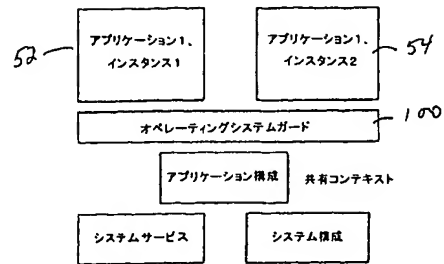 アプリケーション1、
インスタンス1
アプリケーション1、
インスタンス2
52
54
オペレーティングシステムガード
100
アプリケーション構成
共有コンテキスト
システムサービス
システム構成